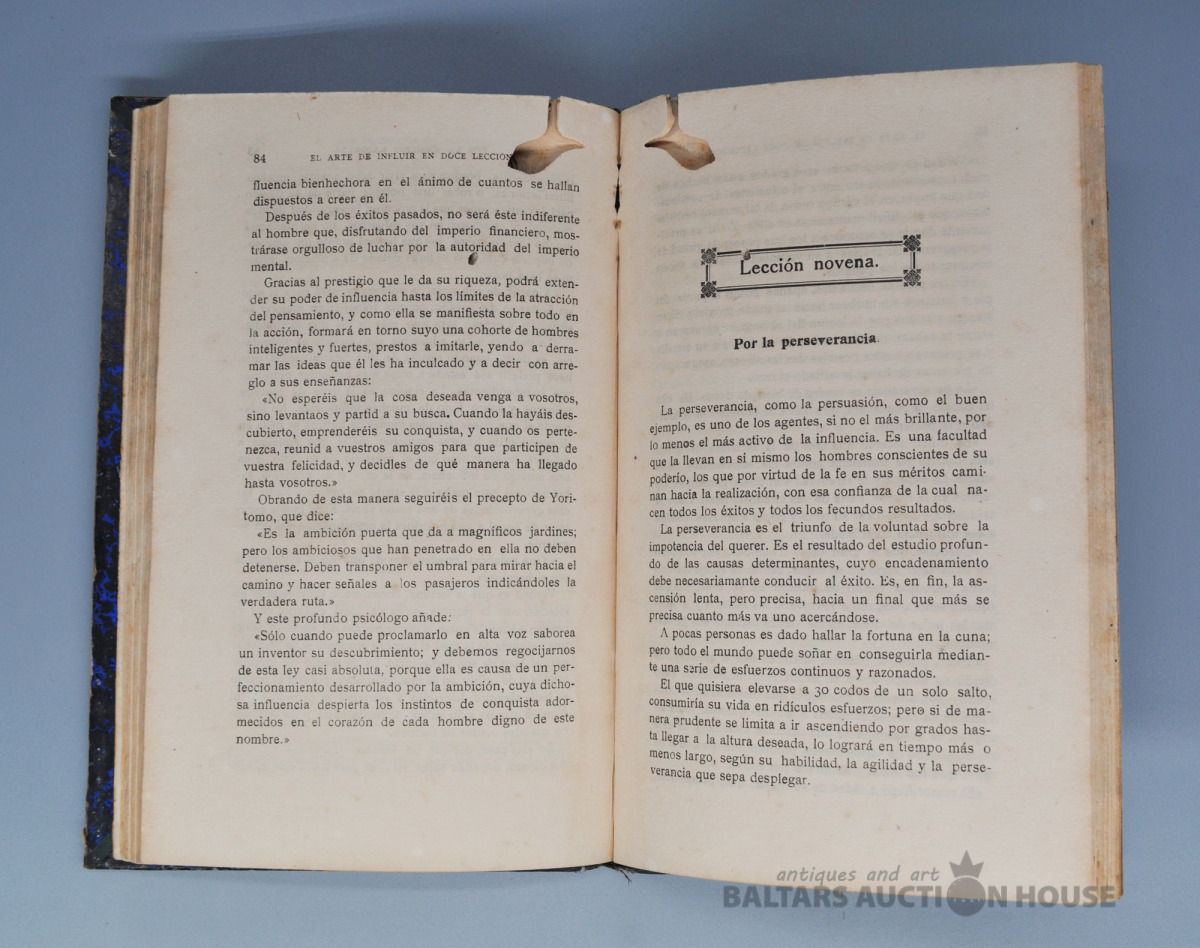 84 EL ARTE DE INFLUIR EN DOCE LECCION
fluencia bienhechora en el ánimo de cuantos se hallan
dispuestos a creer en él.
Después de los éxitos pasados, no será éste indiferente
al hombre que, disfrutando del imperio financiero, mos-
trárase orgulloso de luchar por la autoridad del imperio
mental.
Gracias al prestigio que le da su riqueza, podrá exten-
der su poder de influencia hasta los límites de la atracción
del pensamiento, y como ella se manifiesta sobre todo en
la acción, formará en torno suyo una cohorte de hombres
inteligentes y fuertes, prestos a imitarle, yendo a derra-
mar las ideas que él les ha inculcado y a decir con arre-
glo a sus enseñanzas:
«No esperéis que la cosa deseada venga a vosotros,
sino levantaos y partid a su busca. Cuando la hayáis des-
cubierto, emprenderéis su conquista, y cuando os perte-
nezca, reunid a vuestros amigos para que participen de
vuestra felicidad, y decidles de qué manera ha llegado
hasta vosotros.»
Obrando de esta manera seguiréis el precepto de Yori-
tomo, que dice:
«Es la ambición puerta que da a magníficos jardines;
pero los ambiciosos que han penetrado en ella no deben
detenerse. Deben transponer el umbral para mirar hacia el
camino y hacer señales a los pasajeros indicándoles la
verdadera ruta.»
Y este profundo psicólogo añade:
«Sólo cuando puede proclamarlo en alta voz saborea
un inventor su descubrimiento; y debemos regocijarnos
de esta ley casi absoluta, porque ella es causa de un per-
feccionamiento desarrollado por la ambición, cuya dicho-
sa influencia despierta los instintos de conquista ador-
mecidos en el corazón de cada hombre digno de este
nombre.»
Lección novena.
Por la perseverancia.
La perseverancia, como la persuasión, como el buen
ejemplo, es uno de los agentes, si no el más brillante, por
lo menos el más activo de la influencia. Es una facultad
que la llevan en si mismo los hombres conscientes de su
poderío, los que por virtud de la fe en sus méritos cami-
nan hacia la realización, con esa confianza de la cual na-
cen todos los éxitos y todos los fecundos resultados.
La perseverancia es el triunfo de la voluntad sobre la
impotencia del querer. Es el resultado del estudio profun-
do de las causas determinantes, cuyo encadenamiento
debe necesariamante conducir al éxito. Es, en fin, la as-
censión lenta, pero precisa, hacia un final que más se
precisa cuanto más va uno acercándose.
A pocas personas es dado hallar la fortuna en la cuna;
pero todo el mundo puede soñar en conseguirla median-
te una serie de esfuerzos continuos y razonados.
El que quisiera elevarse a 30 codos de un solo salto,
consumiría su vida en ridículos esfuerzos; pero si de ma-
nera prudente se limita a ir ascendiendo por grados has-
ta llegar a la altura deseada, lo logrará en tiempo más o
menos largo, según su habilidad, la agilidad y la perse-
verancia que sepa desplegar.
antiques and art
BALTARS AUCTION HOUSE